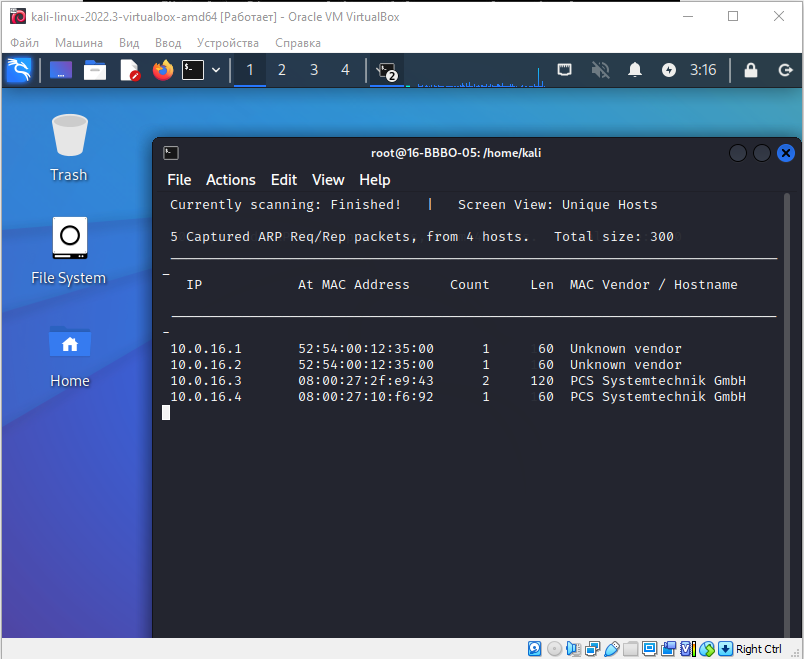 kali-linux-2022.3-virtualbox-amd64 [Работает] - Oracle VM VirtualBox
Файл Машина Вид Ввод Устройства Справка
1 2 3 4 2 3:16
Trash
File System
Home
root@16-BBBO-05: /home/kali
File Actions Edit View Help
Currently scanning: Finished! | Screen View: Unique Hosts
5 Captured ARP Req/Rep packets, from 4 hosts. Total size: 300
_
IP At MAC Address Count Len MAC Vendor / Hostname
-
10.0.16.1 52:54:00:12:35:00 1 60 Unknown vendor
10.0.16.2 52:54:00:12:35:00 1 60 Unknown vendor
10.0.16.3 08:00:27:2f:e9:43 2 120 PCS Systemtechnik GmbH
10.0.16.4 08:00:27:10:f6:92 1 60 PCS Systemtechnik GmbH
Right Ctrl